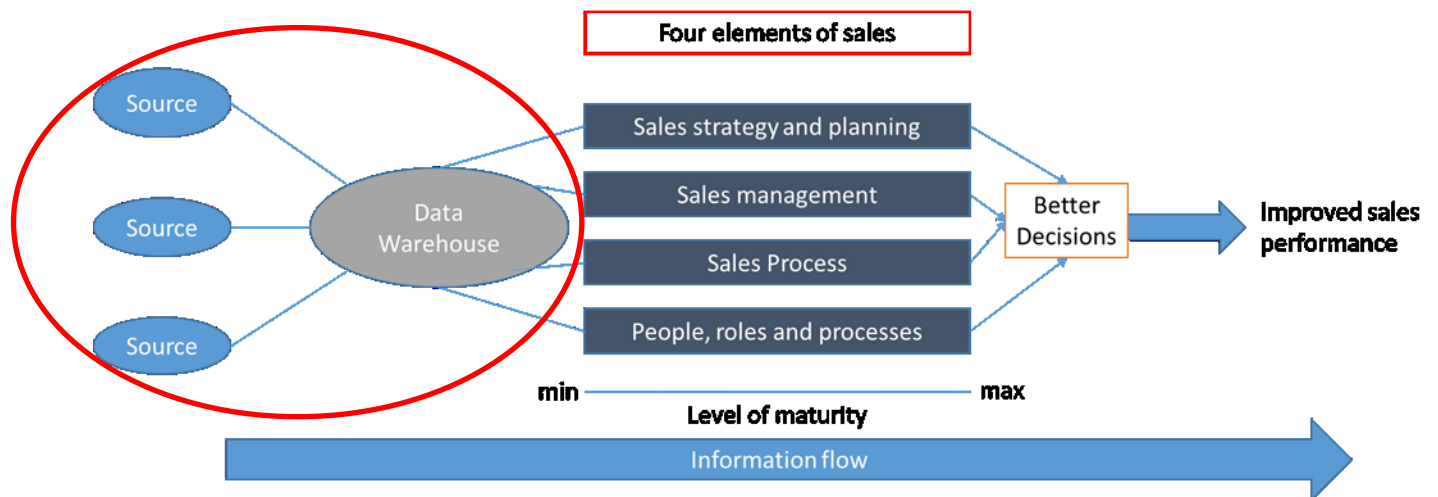 Four elements of sales
Source
Source
Source
Data
Warehouse
Sales strategy and planning
Sales management
Sales Process
People, roles and processes
Better
Decisions
Improved sales
performance
min
max
Level of maturity
Information flow